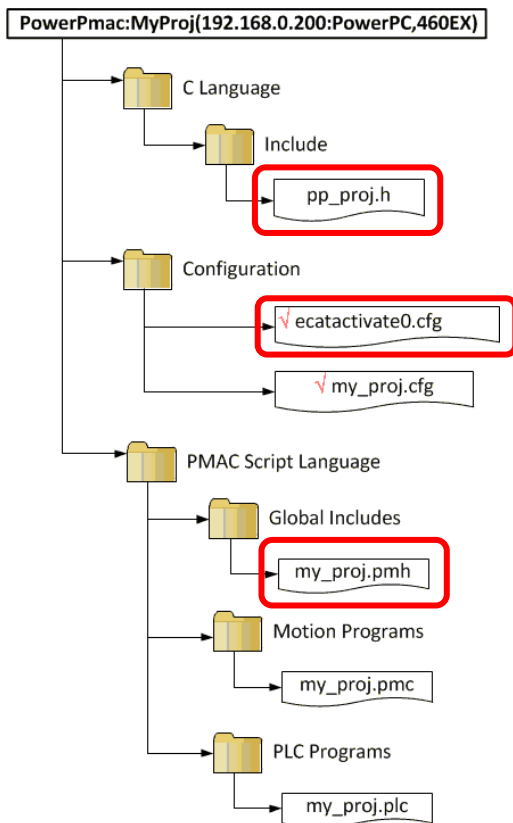 PowerPmac:MyProj(192.168.0.200:PowerPC,460EX)
C Language
Include
pp_proj.h
Configuration
√ ecatactivate0.cfg
√ my_proj.cfg
PMAC Script Language
Global Includes
my_proj.pmh
Motion Programs
my_proj.pmc
PLC Programs
my_proj.plc